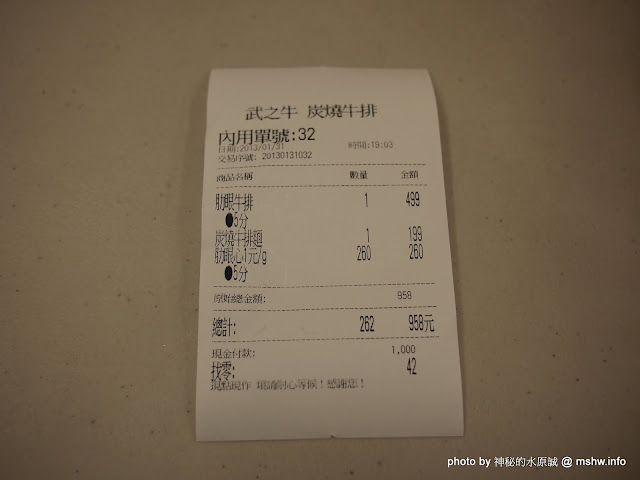 武之牛 炭燒牛排
內用單號:32
日期:2013/01/31 時間:19:03
交易序號: 20130131032
商品名稱 數量 金額
肋眼牛排 1 499
●5分
炭燒牛排麵 1 199
肋眼心1元/g 260 260
●5分
原始總金額: 958
總計: 262 958元
現金付款: 1,000
找零: 42
現點現作 煩請耐心等候！感謝您！
photo by 神秘的水原誠 @ mshw.info